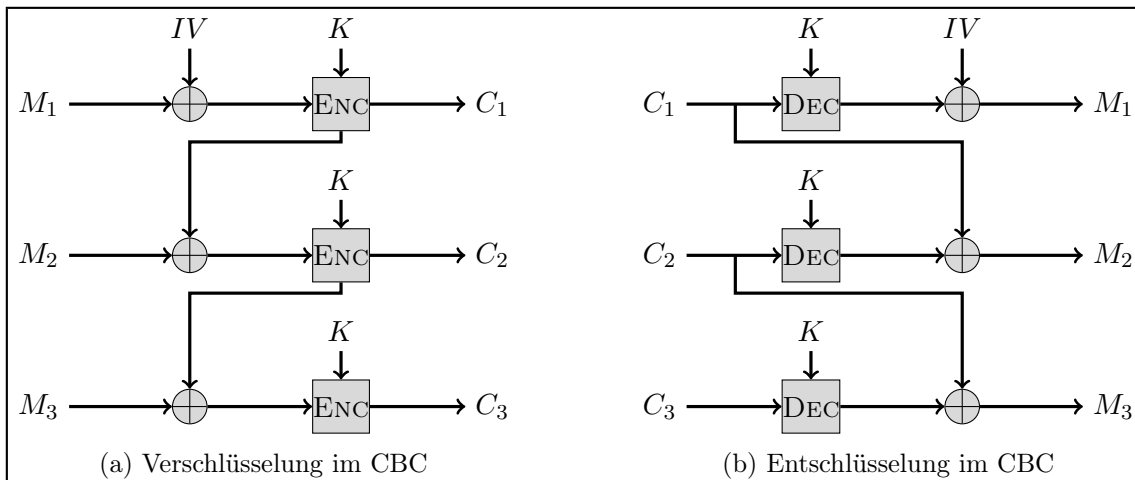 IV K
M₁ ENC C₁
K
M₂ ENC C₂
K
M₃ ENC C₃
(a) Verschlüsselung im CBC
K IV
C₁ DEC M₁
K
C₂ DEC M₂
K
C₃ DEC M₃
(b) Entschlüsselung im CBC